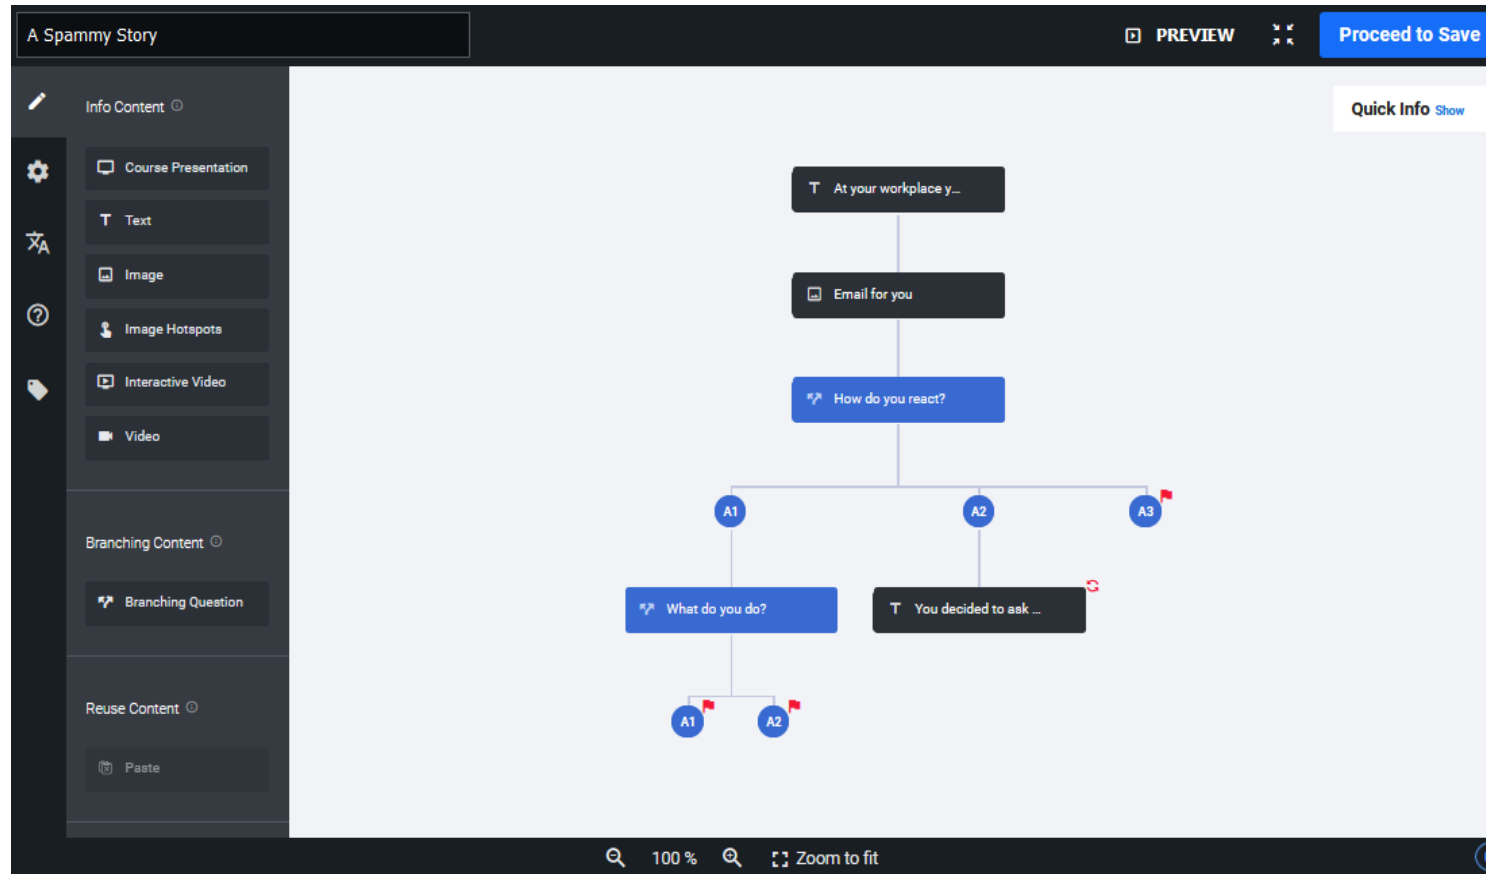 A Spammy Story
PREVIEW
Proceed to Save
Info Content
Quick Info Show
Course Presentation
Text
Image
Image Hotspots
Interactive Video
Video
Branching Content
Branching Question
Reuse Content
Paste
T At your workplace y...
Email for you
How do you react?
A1
A2
A3
What do you do?
T You decided to ask ...
A1
A2
100 %
Zoom to fit